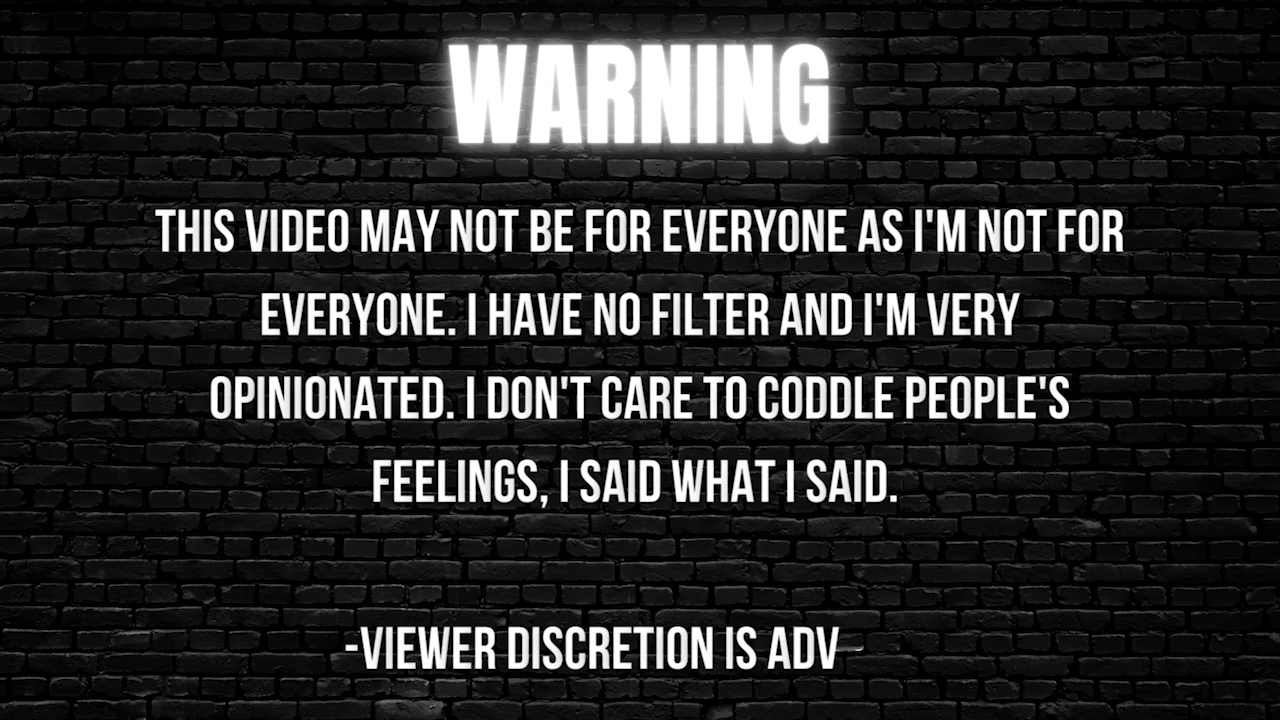 WARNING
THIS VIDEO MAY NOT BE FOR EVERYONE AS I'M NOT FOR
EVERYONE. I HAVE NO FILTER AND I'M VERY
OPINIONATED. I DON'T CARE TO CODDLE PEOPLE'S
FEELINGS, I SAID WHAT I SAID.
-VIEWER DISCRETION IS ADV